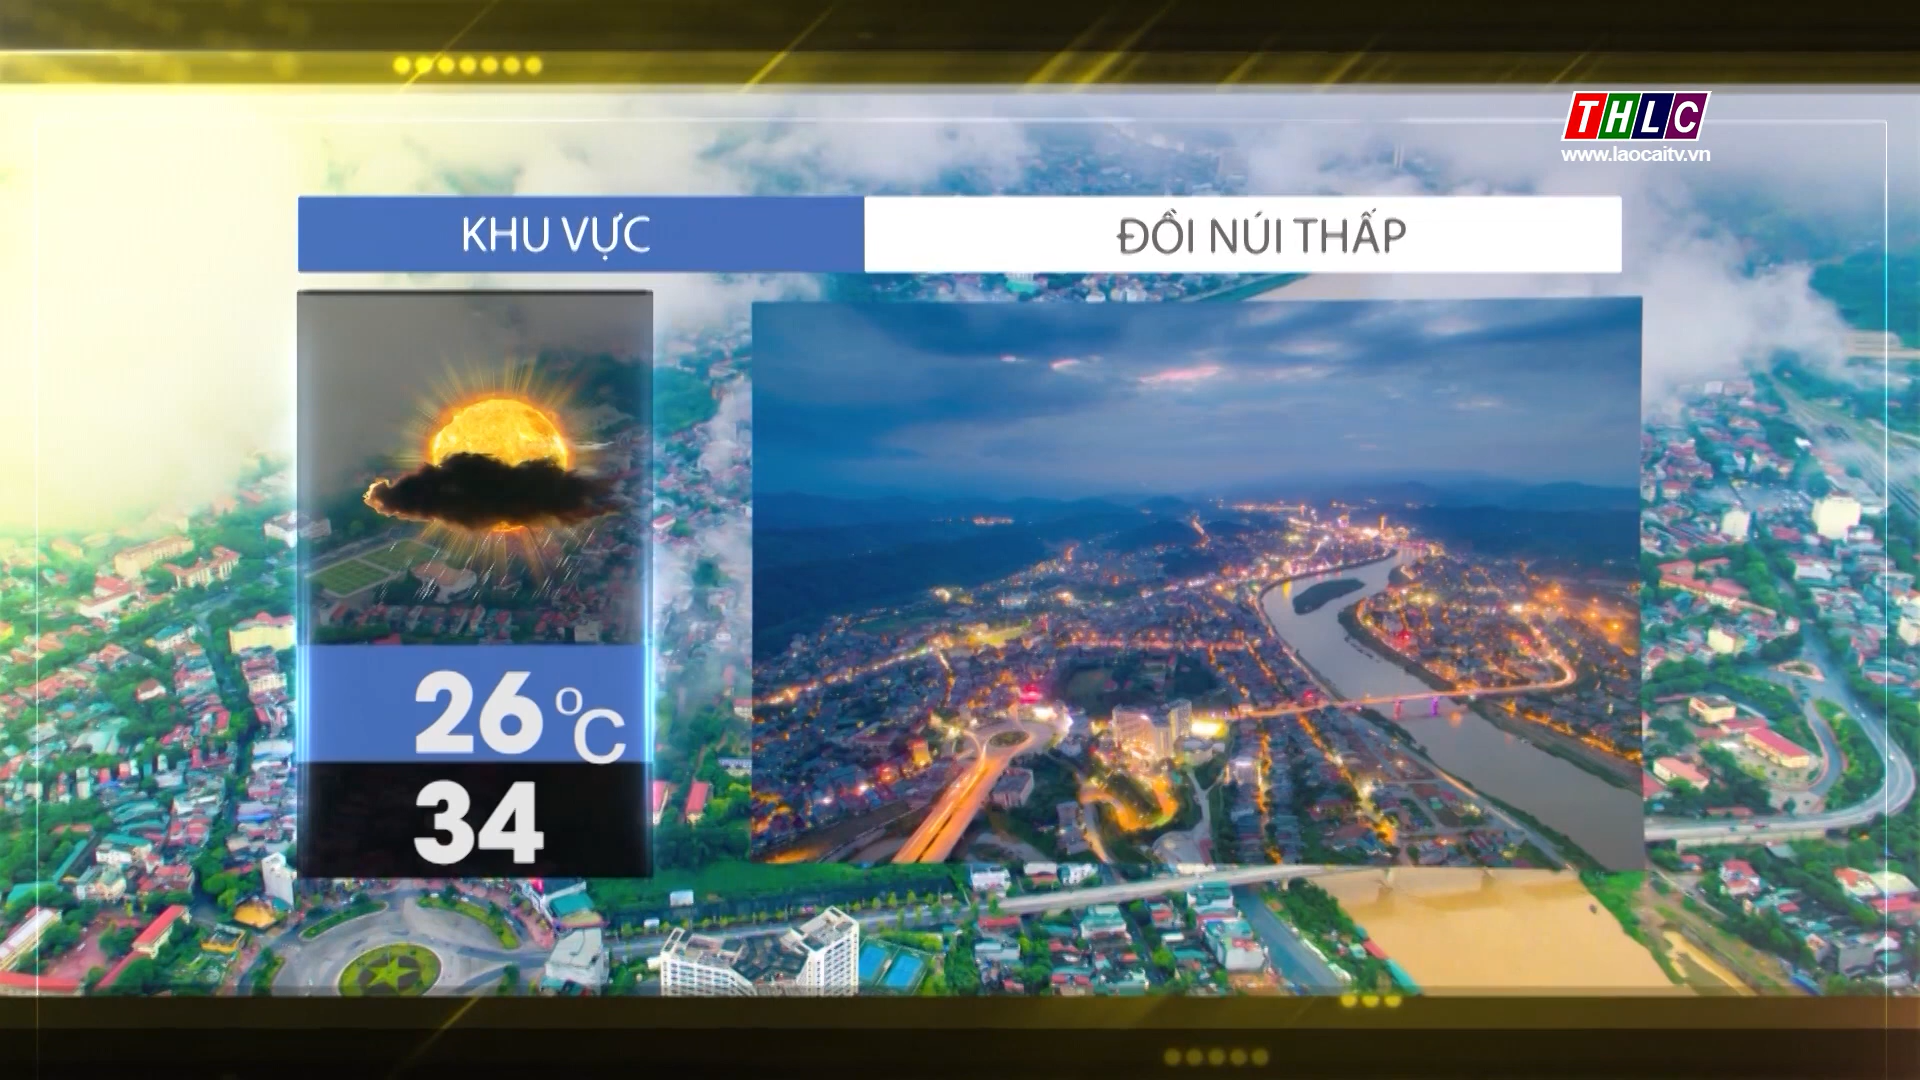 THLC
www.laocaitv.vn
KHU VỰC
ĐỒI NÚI THẤP
26 °C
34